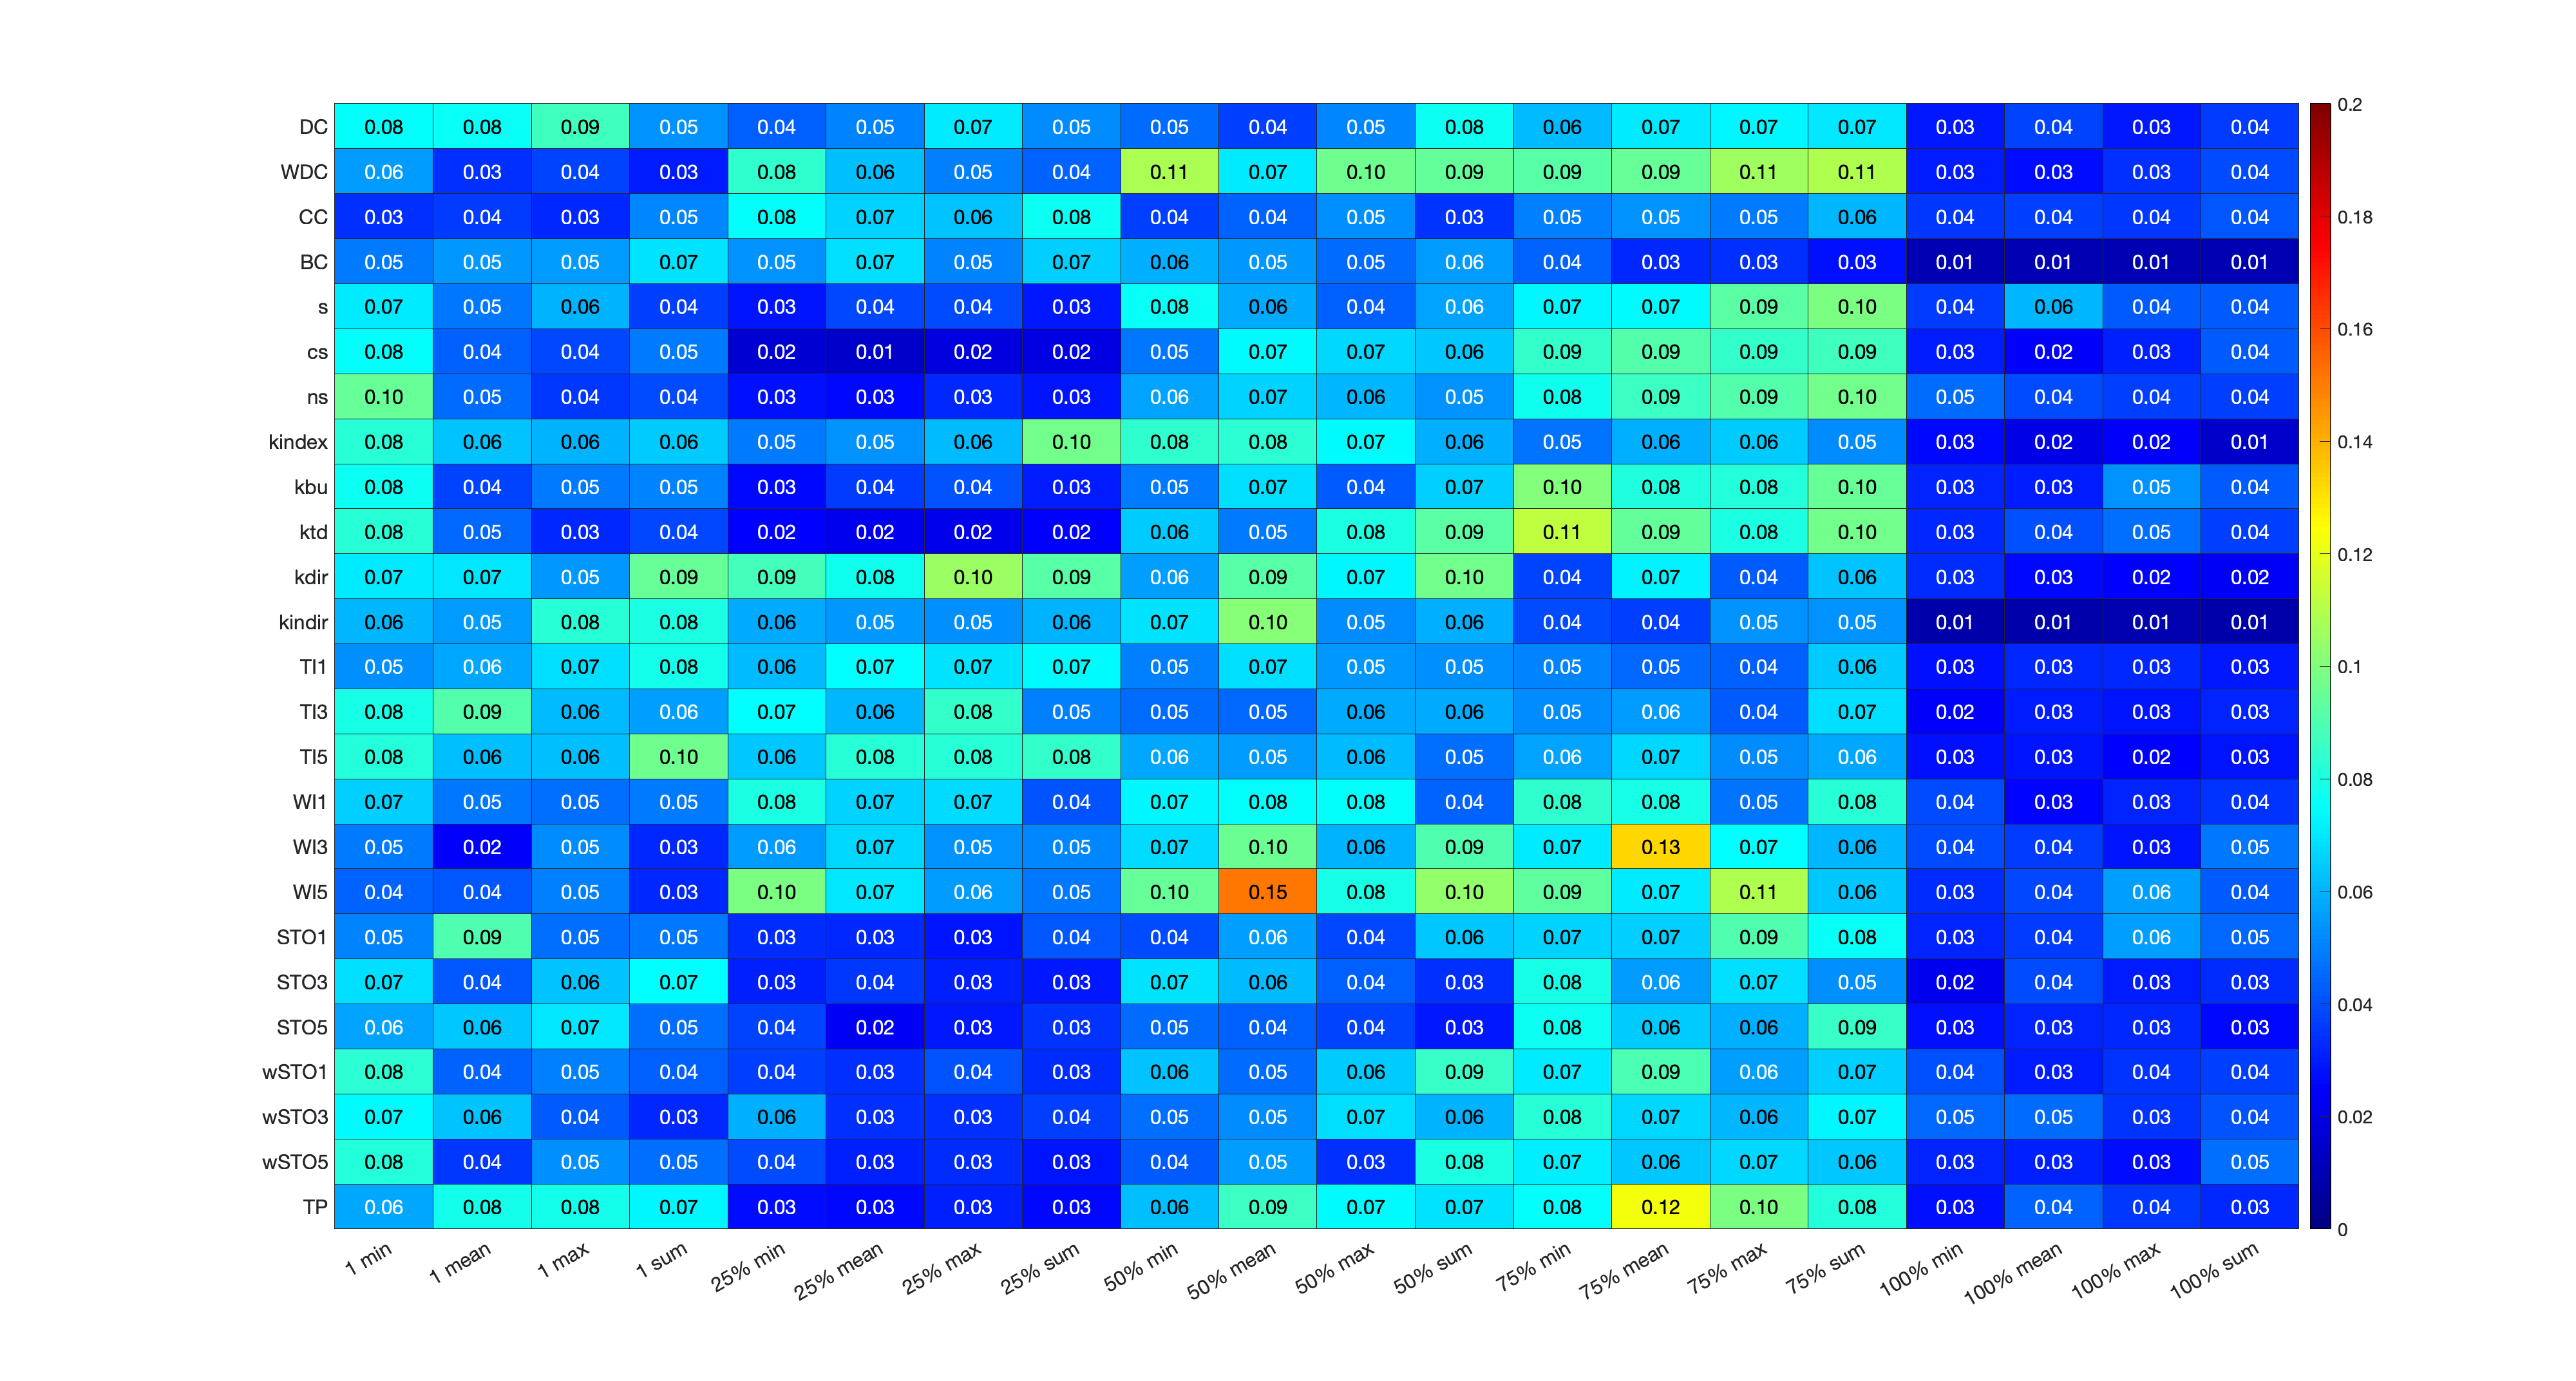 DC 0.08 0.08 0.09 0.05 0.04 0.05 0.07 0.05 0.05 0.04 0.05 0.08 0.06 0.07 0.07 0.07 0.03 0.04 0.03 0.04
WDC 0.06 0.03 0.04 0.03 0.08 0.06 0.05 0.04 0.11 0.07 0.10 0.09 0.09 0.09 0.11 0.11 0.03 0.03 0.03 0.04
CC 0.03 0.04 0.03 0.05 0.08 0.07 0.06 0.08 0.04 0.04 0.05 0.03 0.05 0.05 0.05 0.06 0.04 0.04 0.04 0.04
BC 0.05 0.05 0.05 0.07 0.05 0.07 0.05 0.07 0.06 0.05 0.05 0.06 0.04 0.03 0.03 0.03 0.01 0.01 0.01 0.01
s 0.07 0.05 0.06 0.04 0.03 0.04 0.04 0.03 0.08 0.06 0.04 0.06 0.07 0.07 0.09 0.10 0.04 0.06 0.04 0.04
cs 0.08 0.04 0.04 0.05 0.02 0.01 0.02 0.02 0.05 0.07 0.07 0.06 0.09 0.09 0.09 0.09 0.03 0.02 0.03 0.04
ns 0.10 0.05 0.04 0.04 0.03 0.03 0.03 0.03 0.06 0.07 0.06 0.05 0.08 0.09 0.09 0.10 0.05 0.04 0.04 0.04
kindex 0.08 0.06 0.06 0.06 0.05 0.05 0.06 0.10 0.08 0.08 0.07 0.06 0.05 0.06 0.06 0.05 0.03 0.02 0.02 0.01
kbu 0.08 0.04 0.05 0.05 0.03 0.04 0.04 0.03 0.05 0.07 0.04 0.07 0.10 0.08 0.08 0.10 0.03 0.03 0.05 0.04
ktd 0.08 0.05 0.03 0.04 0.02 0.02 0.02 0.02 0.06 0.05 0.08 0.09 0.11 0.09 0.08 0.10 0.03 0.04 0.05 0.04
kdir 0.07 0.07 0.05 0.09 0.09 0.08 0.10 0.09 0.06 0.09 0.07 0.10 0.04 0.07 0.04 0.06 0.03 0.03 0.02 0.02
kindir 0.06 0.05 0.08 0.08 0.06 0.05 0.05 0.06 0.07 0.10 0.05 0.06 0.04 0.04 0.05 0.05 0.01 0.01 0.01 0.01
TI1 0.05 0.06 0.07 0.08 0.06 0.07 0.07 0.07 0.05 0.07 0.05 0.05 0.05 0.05 0.04 0.06 0.03 0.03 0.03 0.03
TI3 0.08 0.09 0.06 0.06 0.07 0.06 0.08 0.05 0.05 0.05 0.06 0.06 0.05 0.06 0.04 0.07 0.02 0.03 0.03 0.03
TI5 0.08 0.06 0.06 0.10 0.06 0.08 0.08 0.08 0.06 0.05 0.06 0.05 0.06 0.07 0.05 0.06 0.03 0.03 0.02 0.03
WI1 0.07 0.05 0.05 0.05 0.08 0.07 0.07 0.04 0.07 0.08 0.08 0.04 0.08 0.08 0.05 0.08 0.04 0.03 0.03 0.04
WI3 0.05 0.02 0.05 0.03 0.06 0.07 0.05 0.05 0.07 0.10 0.06 0.09 0.07 0.13 0.07 0.06 0.04 0.04 0.03 0.05
WI5 0.04 0.04 0.05 0.03 0.10 0.07 0.06 0.05 0.10 0.15 0.08 0.10 0.09 0.07 0.11 0.06 0.03 0.04 0.06 0.04
STO1 0.05 0.09 0.05 0.05 0.03 0.03 0.03 0.04 0.04 0.06 0.04 0.06 0.07 0.07 0.09 0.08 0.03 0.04 0.06 0.05
STO3 0.07 0.04 0.06 0.07 0.03 0.04 0.03 0.03 0.07 0.06 0.04 0.03 0.08 0.06 0.07 0.05 0.02 0.04 0.03 0.03
STO5 0.06 0.06 0.07 0.05 0.04 0.02 0.03 0.03 0.05 0.04 0.04 0.03 0.08 0.06 0.06 0.09 0.03 0.03 0.03 0.03
wSTO1 0.08 0.04 0.05 0.04 0.04 0.03 0.04 0.03 0.06 0.05 0.06 0.09 0.07 0.09 0.06 0.07 0.04 0.03 0.04 0.04
wSTO3 0.07 0.06 0.04 0.03 0.06 0.03 0.03 0.04 0.05 0.05 0.07 0.06 0.08 0.07 0.06 0.07 0.05 0.05 0.03 0.04
wSTO5 0.08 0.04 0.05 0.05 0.04 0.03 0.03 0.03 0.04 0.05 0.03 0.08 0.07 0.06 0.07 0.06 0.03 0.03 0.03 0.05
TP 0.06 0.08 0.08 0.07 0.03 0.03 0.03 0.03 0.06 0.09 0.07 0.07 0.08 0.12 0.10 0.08 0.03 0.04 0.04 0.03
1 min 1 mean 1 max 1 sum 25% min 25% mean 25% max 25% sum 50% min 50% mean 50% max 50% sum 75% min 75% mean 75% max 75% sum 100% min 100% mean 100% max 100% sum
0.2
0.18
0.16
0.14
0.12
0.1
0.08
0.06
0.04
0.02
0